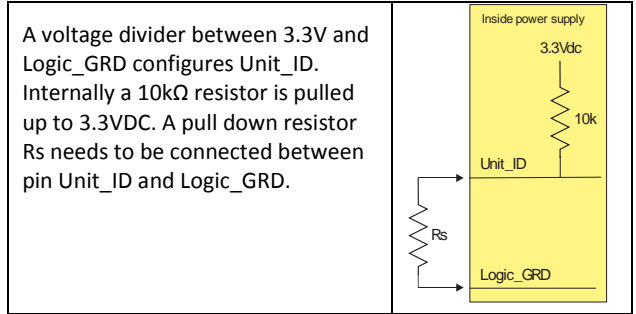 A voltage divider between 3.3V and
Logic_GRD configures Unit_ID.
Internally a 10kΩ resistor is pulled
up to 3.3VDC. A pull down resistor
Rs needs to be connected between
pin Unit_ID and Logic_GRD.
Inside power supply
3.3Vdc
10k
Unit_ID
Rs
Logic_GRD